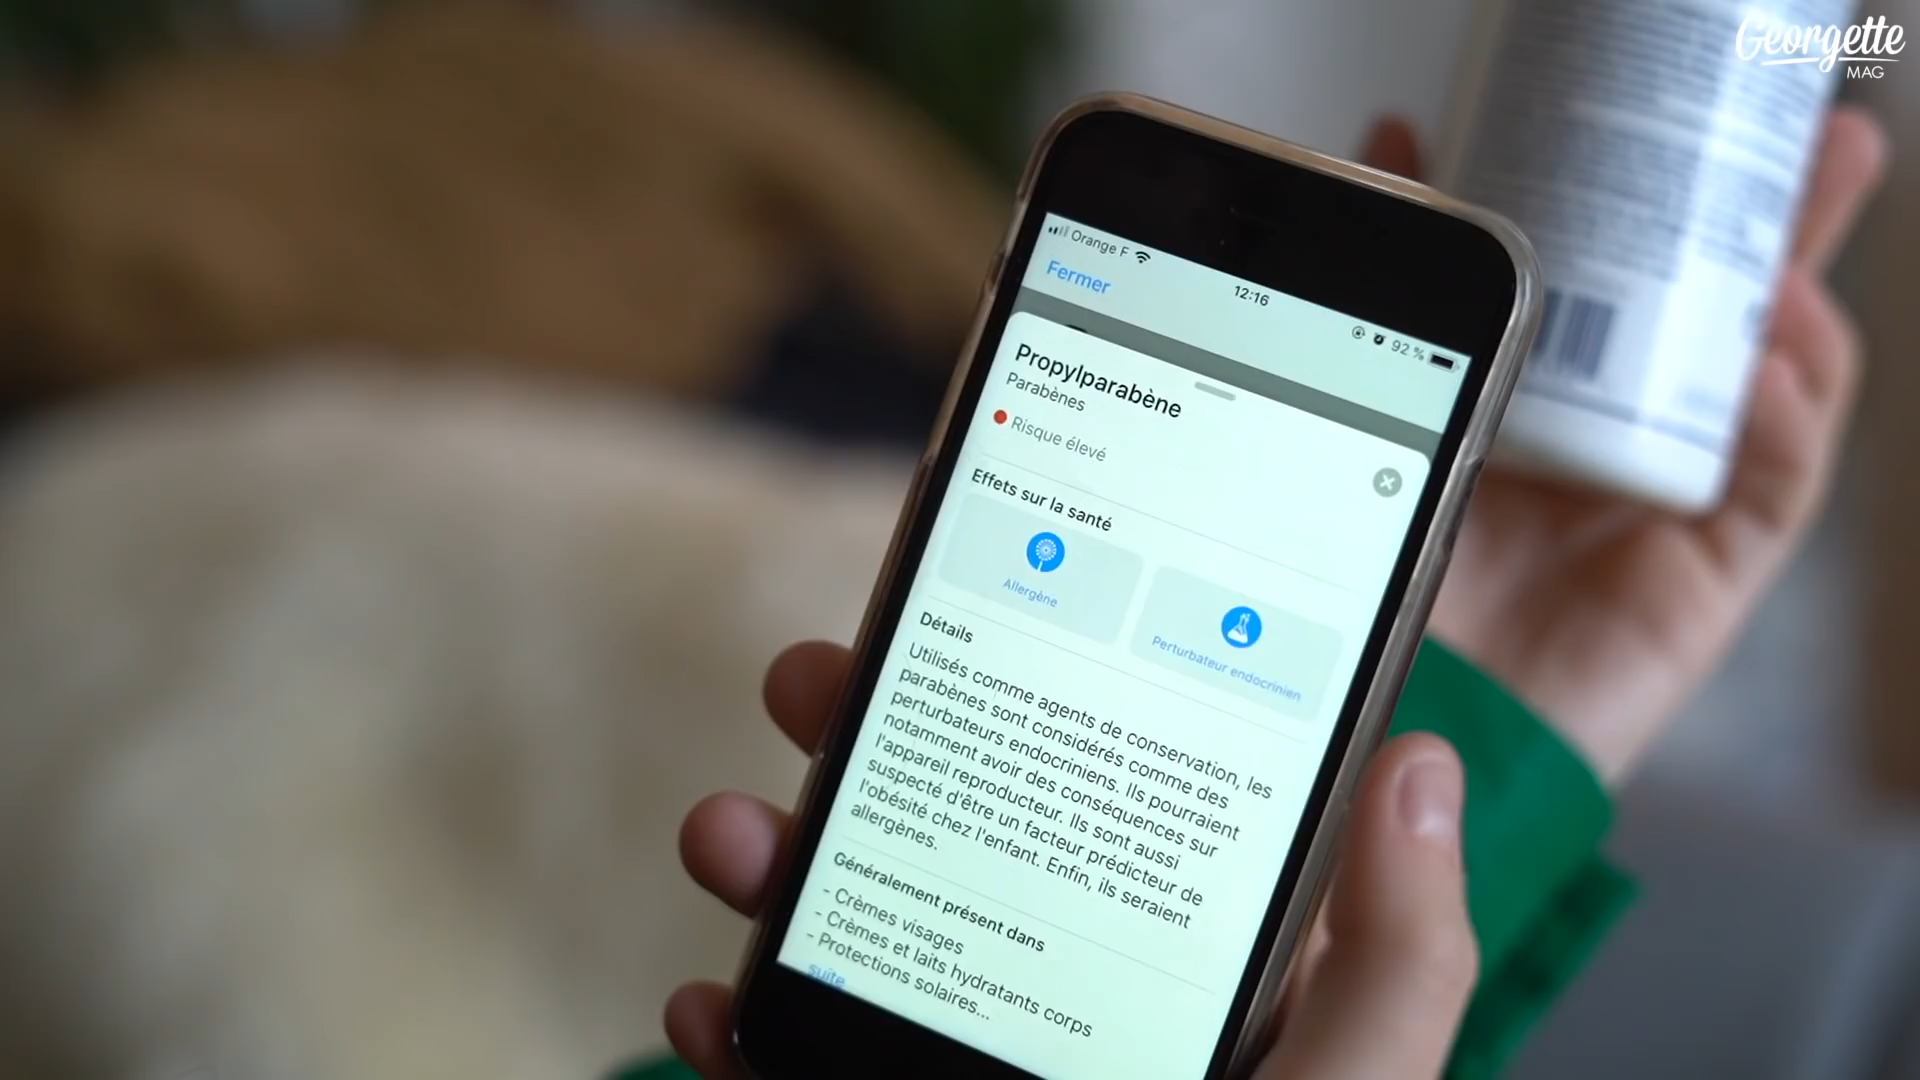 Georgette
MAG
Orange F
12:16
92 %
Fermer
Propylparabène
Parabènes
Risque élevé
Effets sur la santé
Allergène
Perturbateur endocrinien
Détails
Utilisés comme agents de conservation, les
parabènes sont considérés comme des
perturbateurs endocriniens. Ils pourraient
notamment avoir des conséquences sur
l'appareil reproducteur. Ils sont aussi
suspecté d'être un facteur prédicteur de
l'obésité chez l'enfant. Enfin, ils seraient
allergènes.
Généralement présent dans
- Crèmes visages
- Crèmes et laits hydratants corps
- Protections solaires...
suite